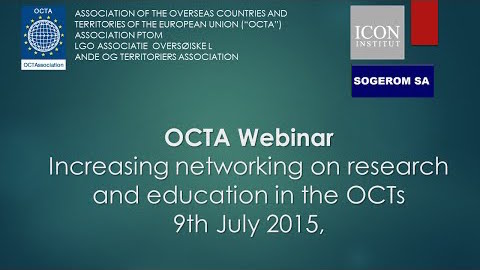 OCTA
OCTAssociation
ASSOCIATION OF THE OVERSEAS COUNTRIES AND
TERRITORIES OF THE EUROPEAN UNION ("OCTA")
ASSOCIATION PTOM
LGO ASSOCIATIE OVERSØISKE L
ANDE OG TERRITORIERS ASSOCIATION
ICON
INSTITUT
SOGEROM SA
OCTA Webinar
Increasing networking on research
and education in the OCTs
9th July 2015,